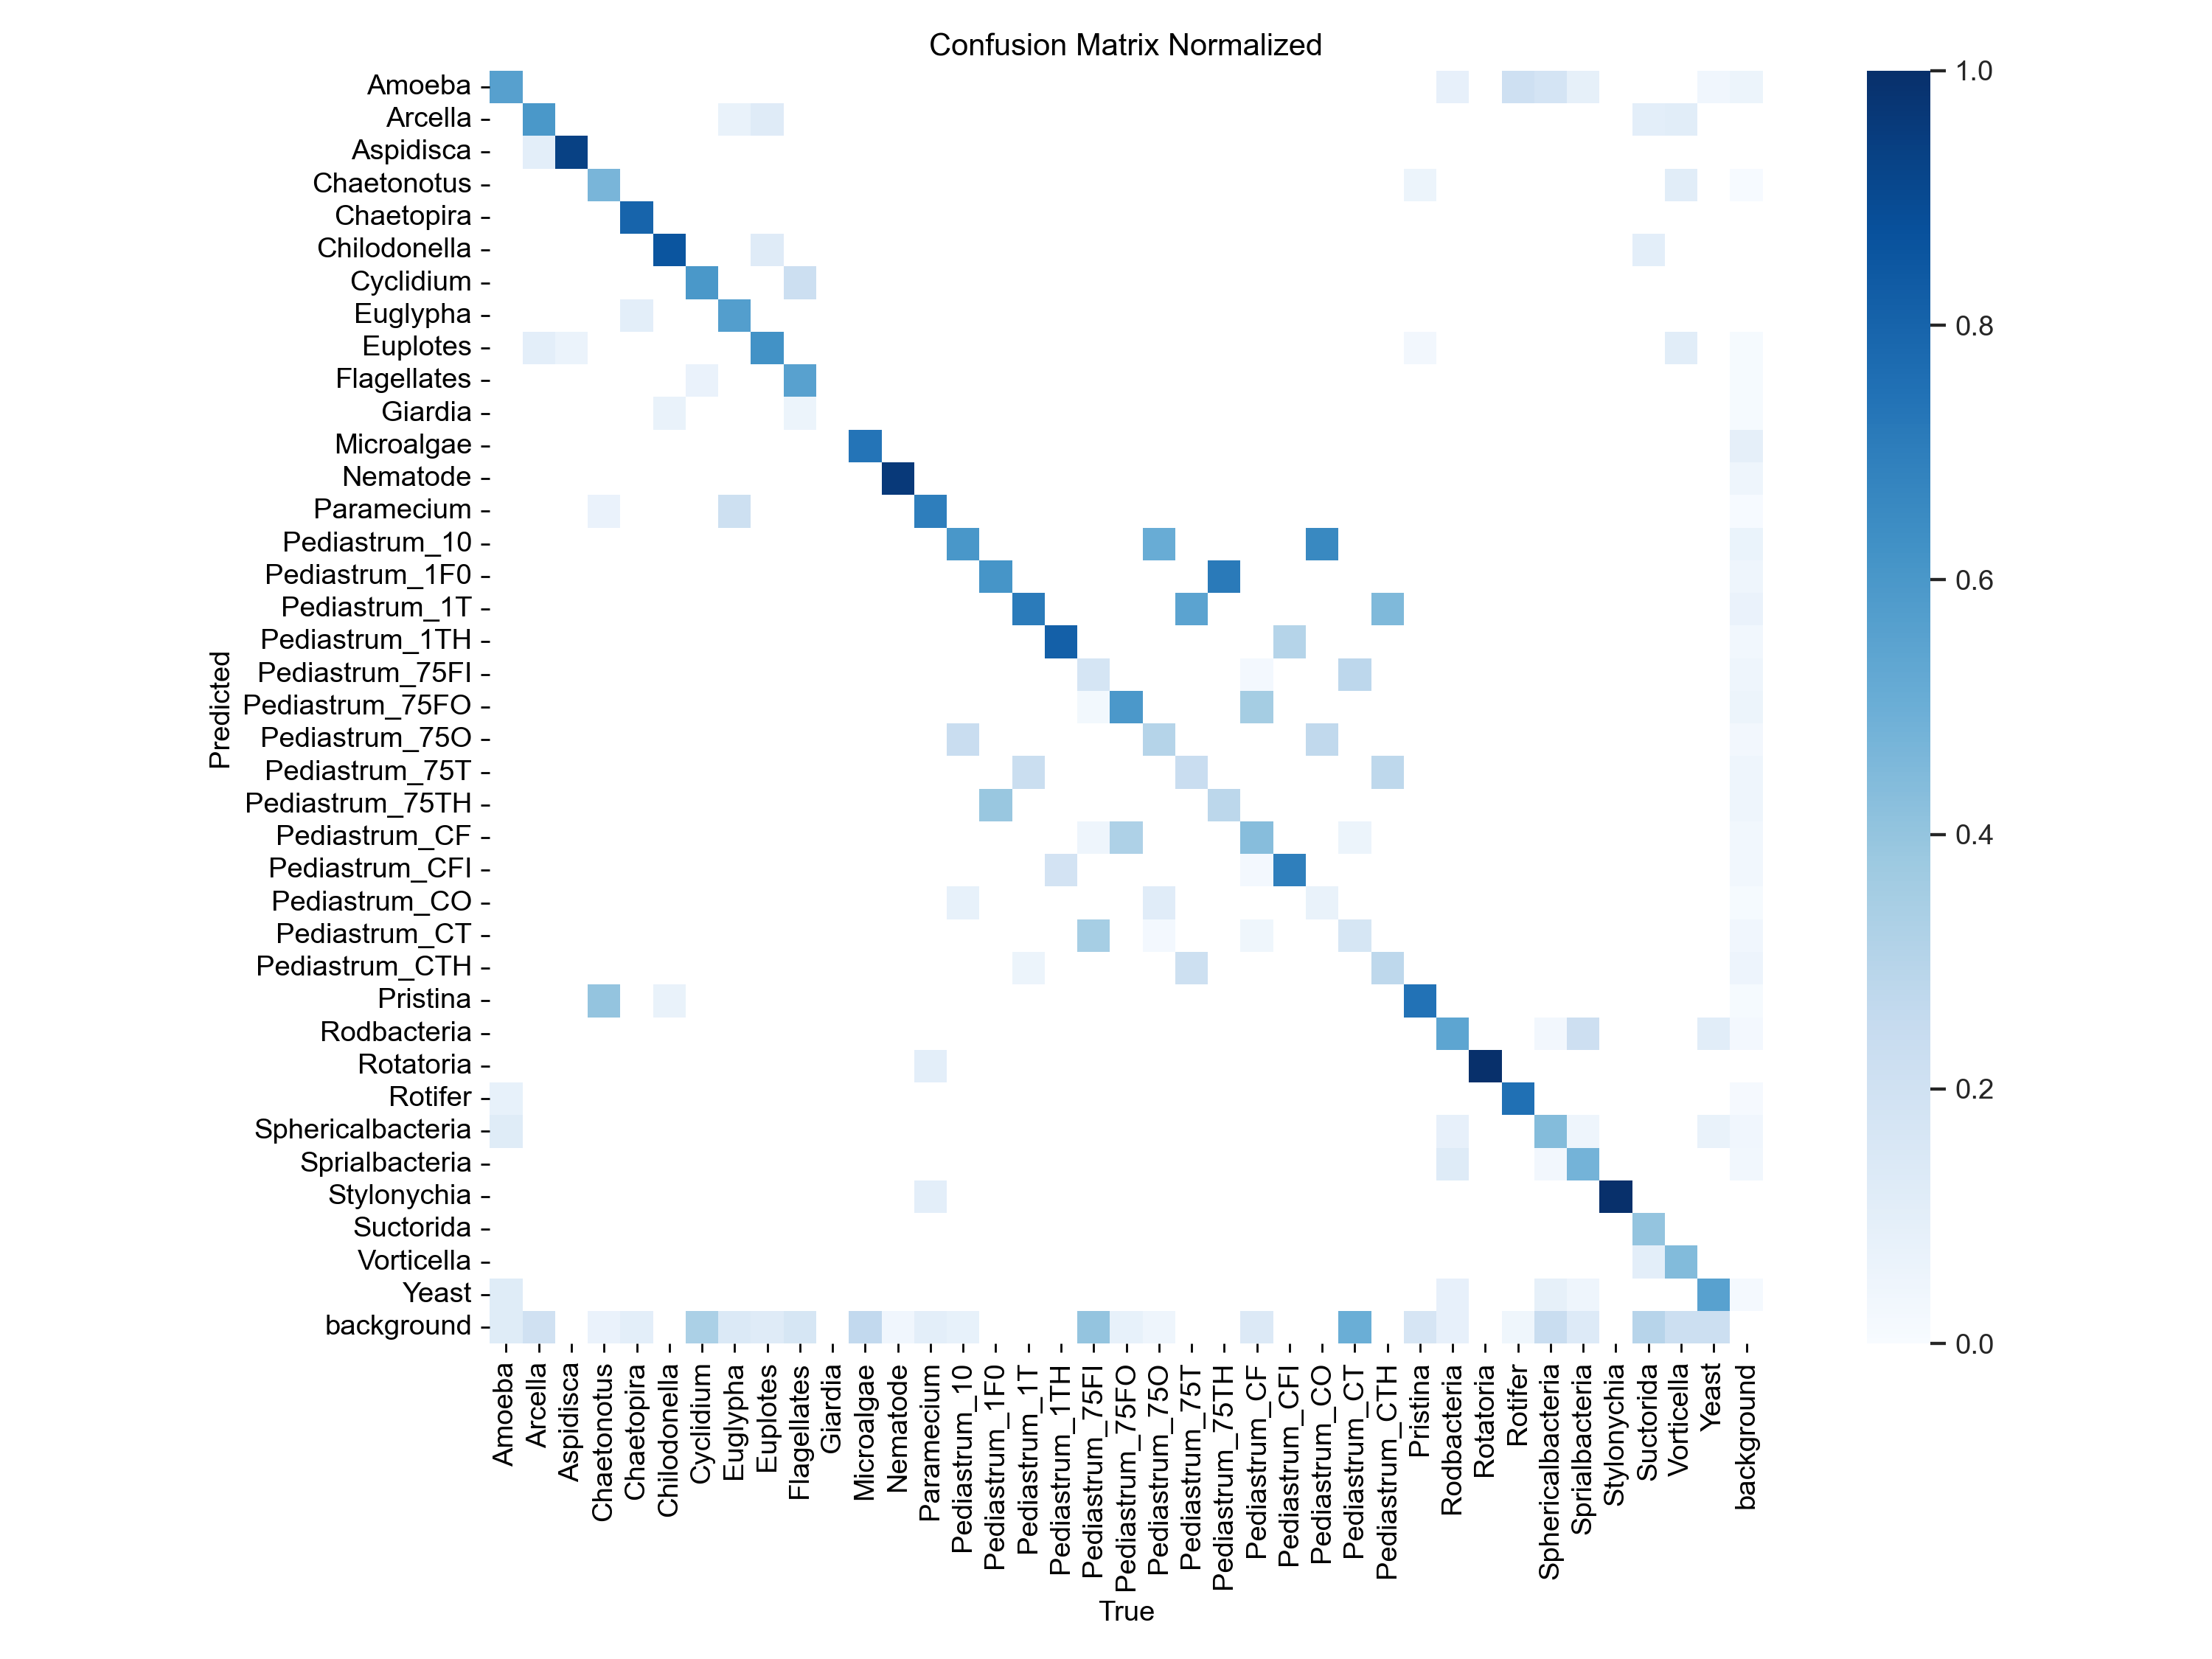 Confusion Matrix Normalized
Amoeba
Arcella
Aspidisca
Chaetonotus
Chaetopira
Chilodonella
Cyclidium
Euglypha
Euplotes
Flagellates
Giardia
Microalgae
Nematode
Paramecium
Pediastrum_10
Pediastrum_1F0
Pediastrum_1T
Pediastrum_1TH
Pediastrum_75FI
Pediastrum_75FO
Pediastrum_75O
Pediastrum_75T
Pediastrum_75TH
Pediastrum_CF
Pediastrum_CFI
Pediastrum_CO
Pediastrum_CT
Pediastrum_CTH
Pristina
Rodbacteria
Rotatoria
Rotifer
Sphericalbacteria
Sprialbacteria
Stylonychia
Suctorida
Vorticella
Yeast
background
Predicted
Amoeba
Arcella
Aspidisca
Chaetonotus
Chaetopira
Chilodonella
Cyclidium
Euglypha
Euplotes
Flagellates
Giardia
Microalgae
Nematode
Paramecium
Pediastrum_10
Pediastrum_1F0
Pediastrum_1T
Pediastrum_1TH
Pediastrum_75FI
Pediastrum_75FO
Pediastrum_75O
Pediastrum_75T
Pediastrum_75TH
Pediastrum_CF
Pediastrum_CFI
Pediastrum_CO
Pediastrum_CT
Pediastrum_CTH
Pristina
Rodbacteria
Rotatoria
Rotifer
Sphericalbacteria
Sprialbacteria
Stylonychia
Suctorida
Vorticella
Yeast
background
True
1.0
0.8
0.6
0.4
0.2
0.0